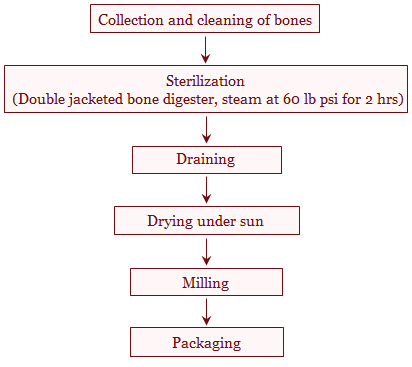 Collection and cleaning of bones
Sterilization
(Double jacketed bone digester, steam at 60 lb psi for 2 hrs)
Draining
Drying under sun
Milling
Packaging